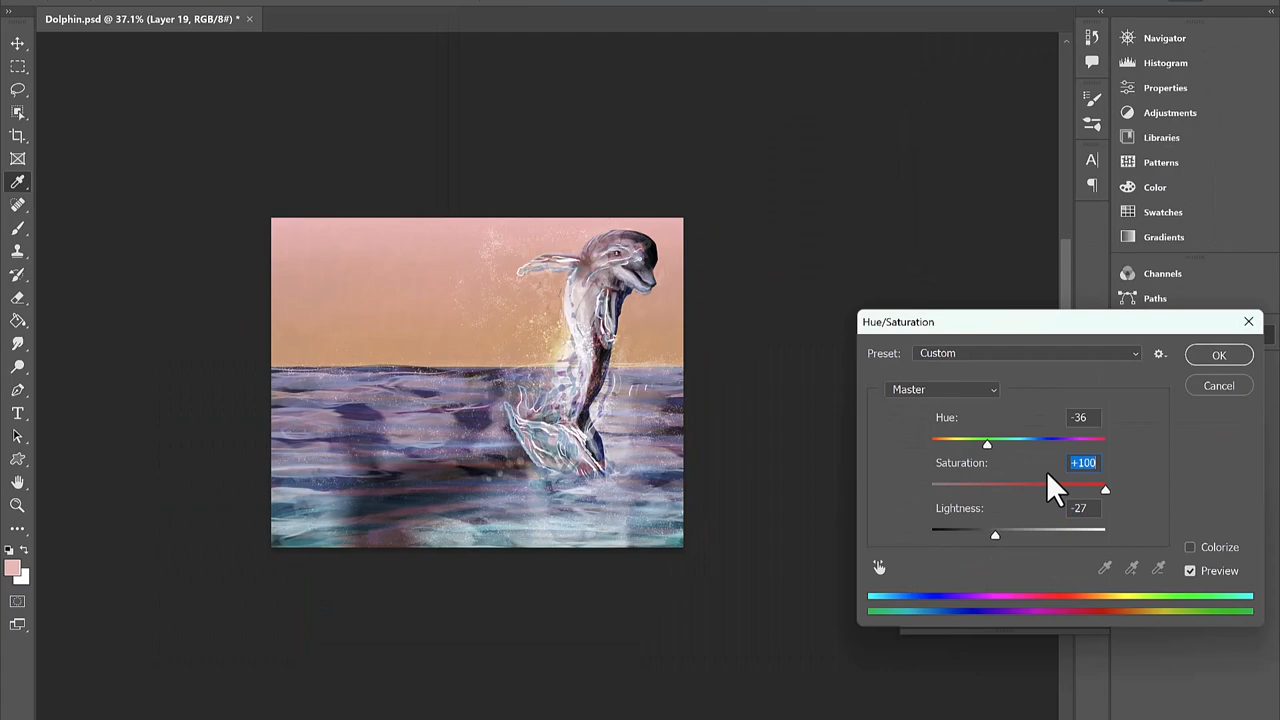 Dolphin.psd @ 37.1% (Layer 19, RGB/8#) *
Navigator
Histogram
Properties
Adjustments
Libraries
Patterns
Color
Swatches
Gradients
Channels
Paths
Hue/Saturation
Preset: Custom
OK
Master
Cancel
Hue: -36
Saturation: +100
Lightness: -27
Colorize
Preview